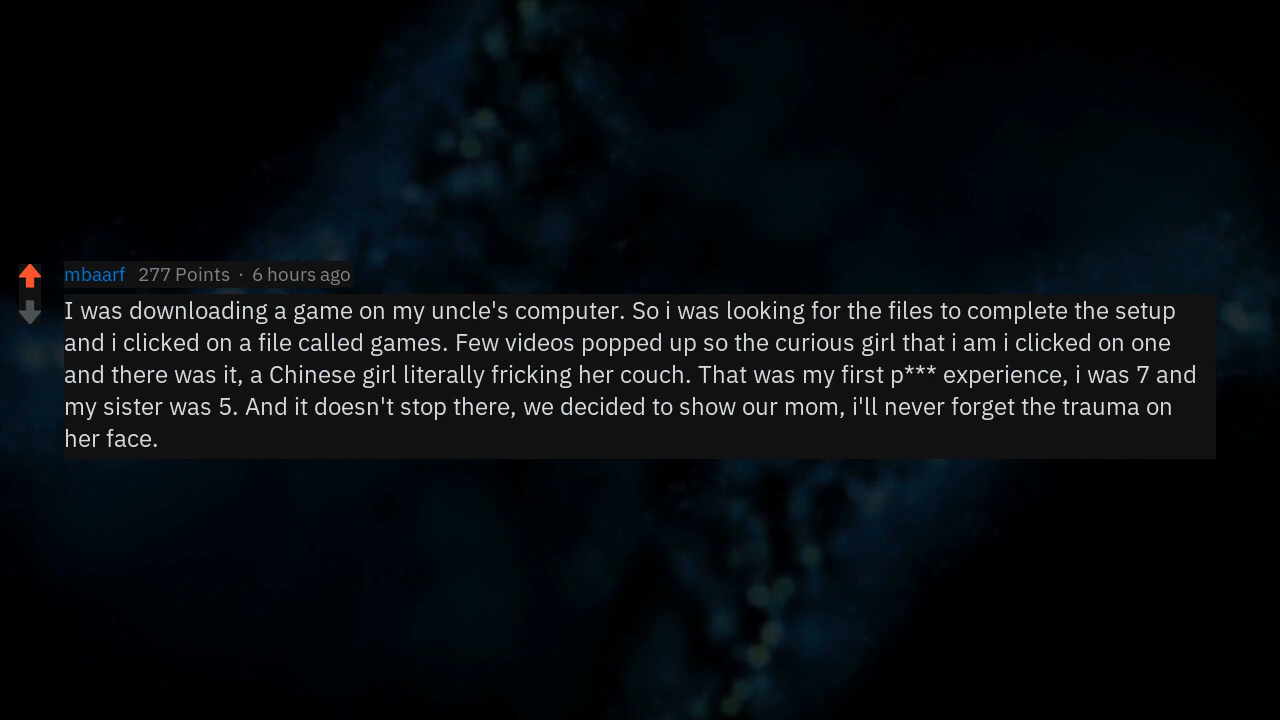 mbaarf 277 Points · 6 hours ago
I was downloading a game on my uncle's computer. So i was looking for the files to complete the setup
and i clicked on a file called games. Few videos popped up so the curious girl that i am i clicked on one
and there was it, a Chinese girl literally fricking her couch. That was my first p*** experience, i was 7 and
my sister was 5. And it doesn't stop there, we decided to show our mom, i'll never forget the trauma on
her face.